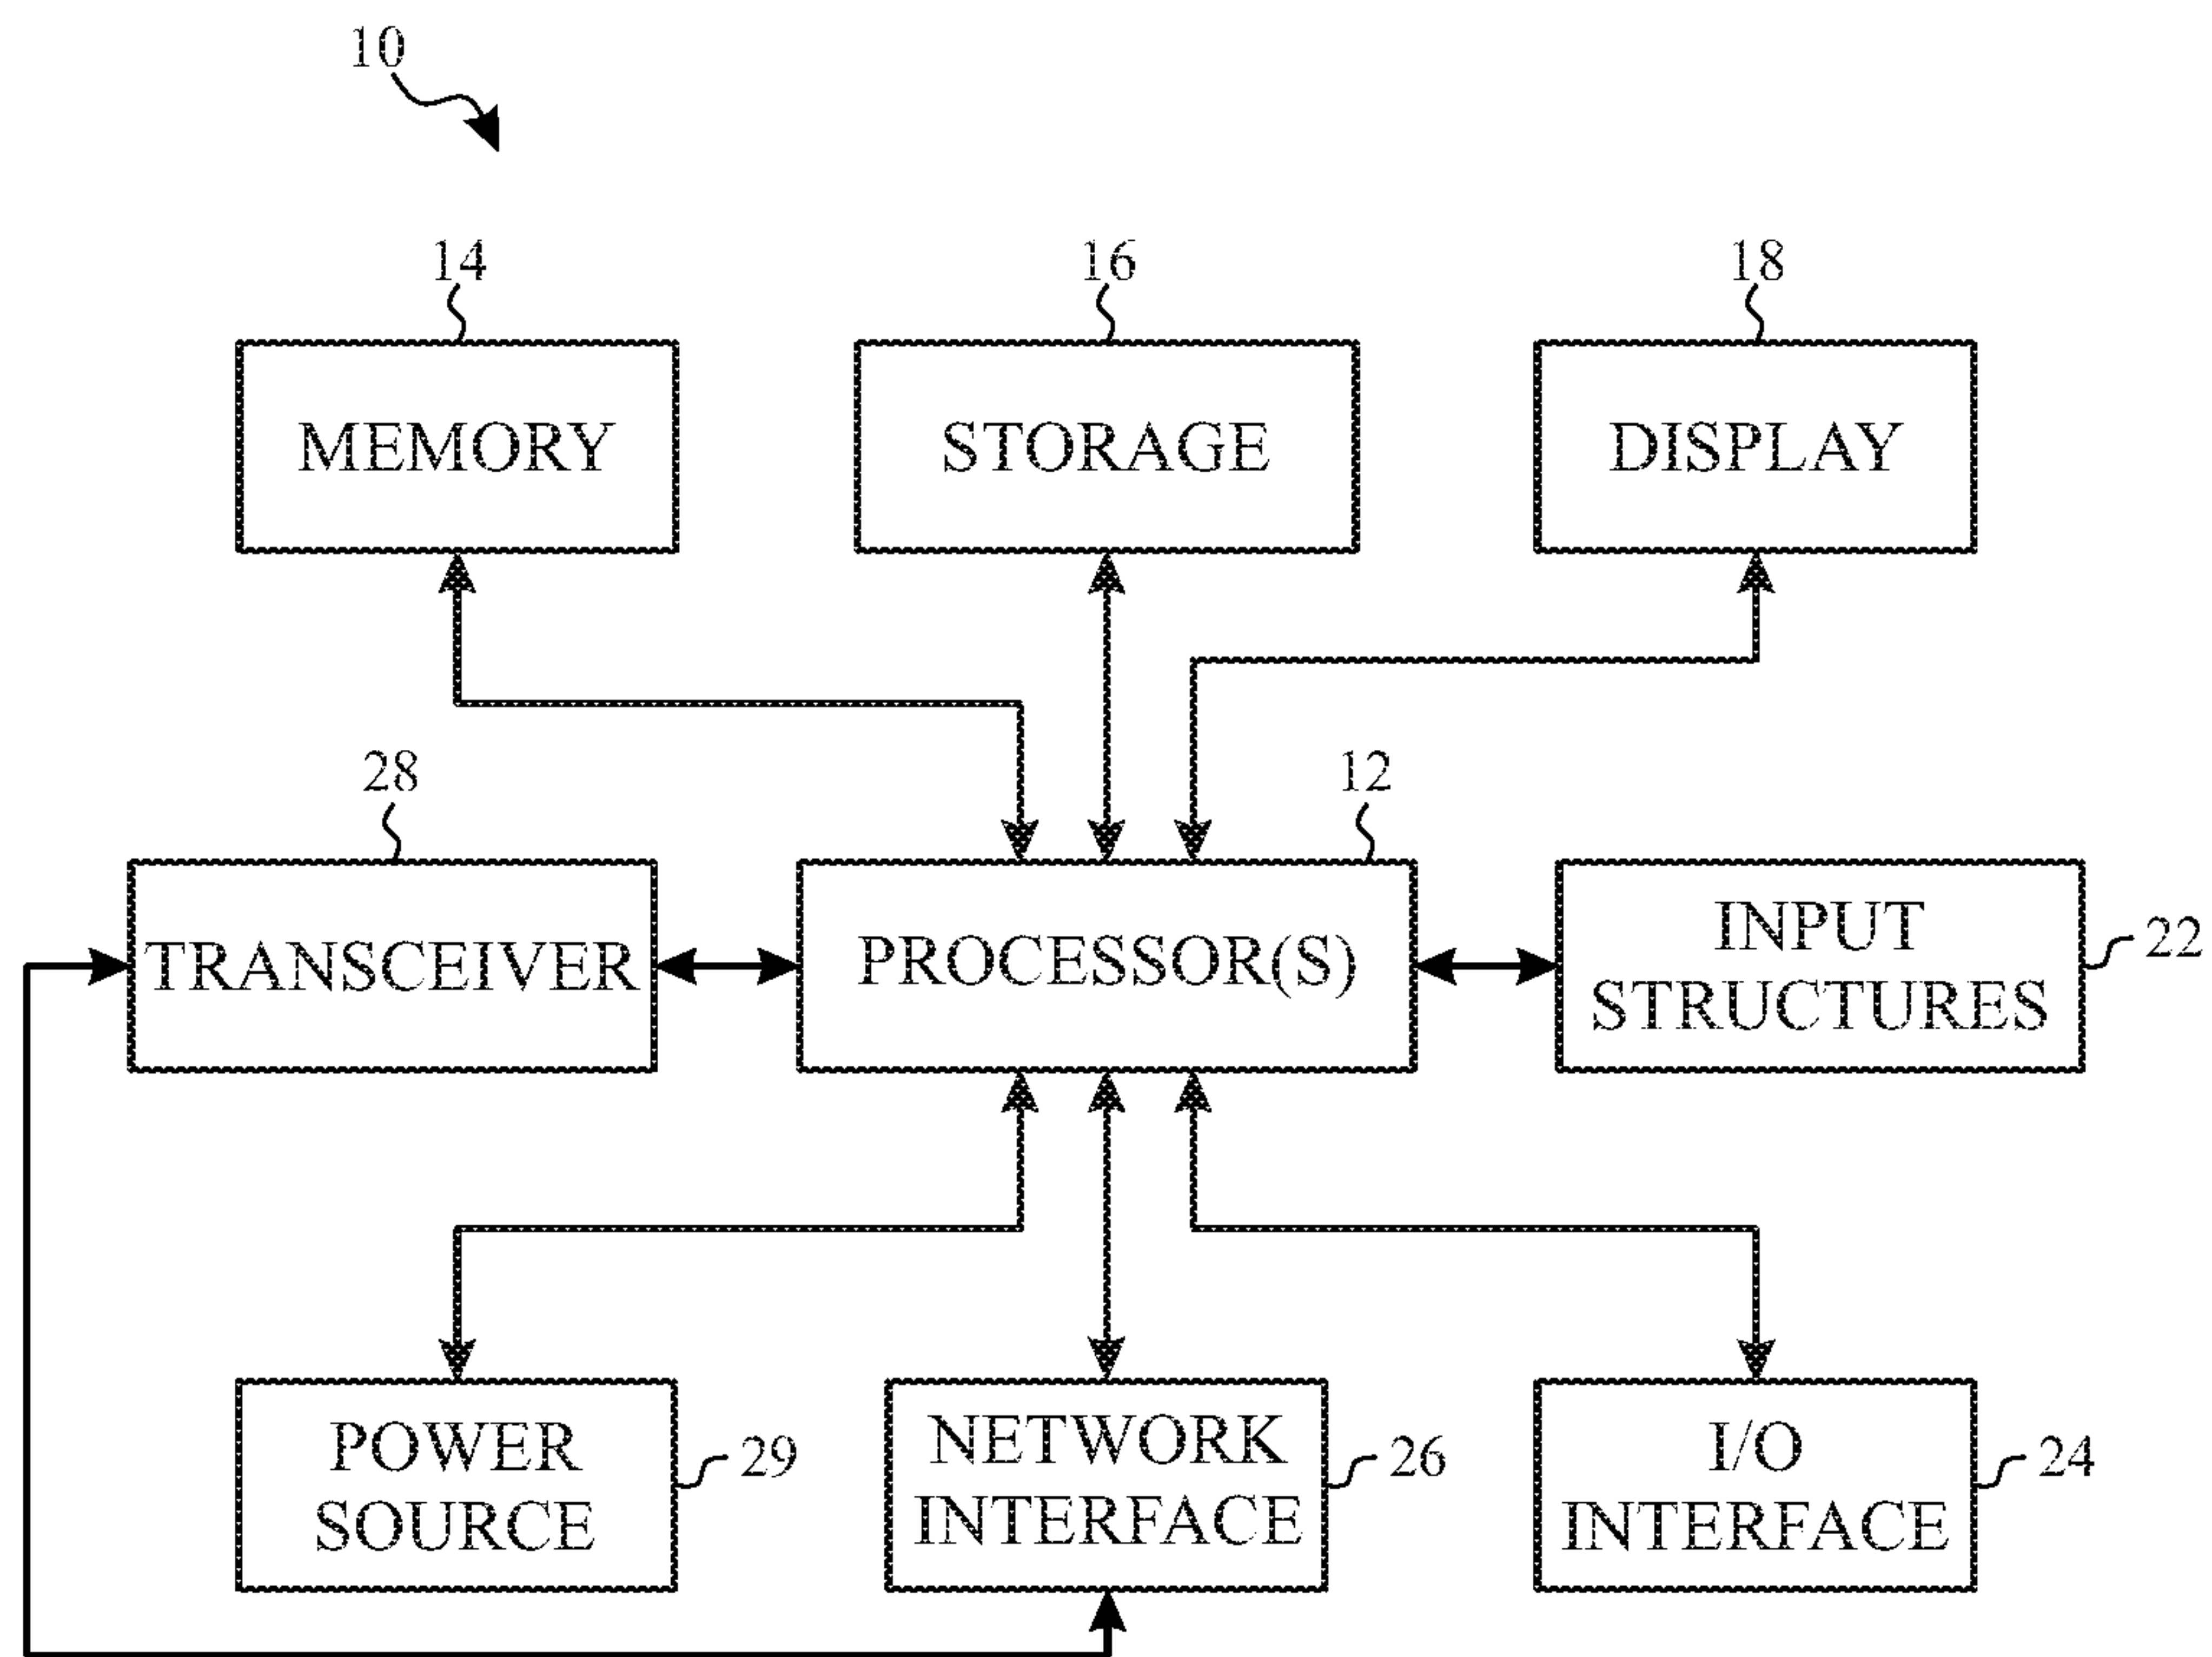 10
14
16
18
MEMORY
STORAGE
DISPLAY
28
12
TRANSCEIVER
PROCESSOR(S)
INPUT
STRUCTURES
22
POWER
SOURCE
29
NETWORK
INTERFACE
26
I/O
INTERFACE
24